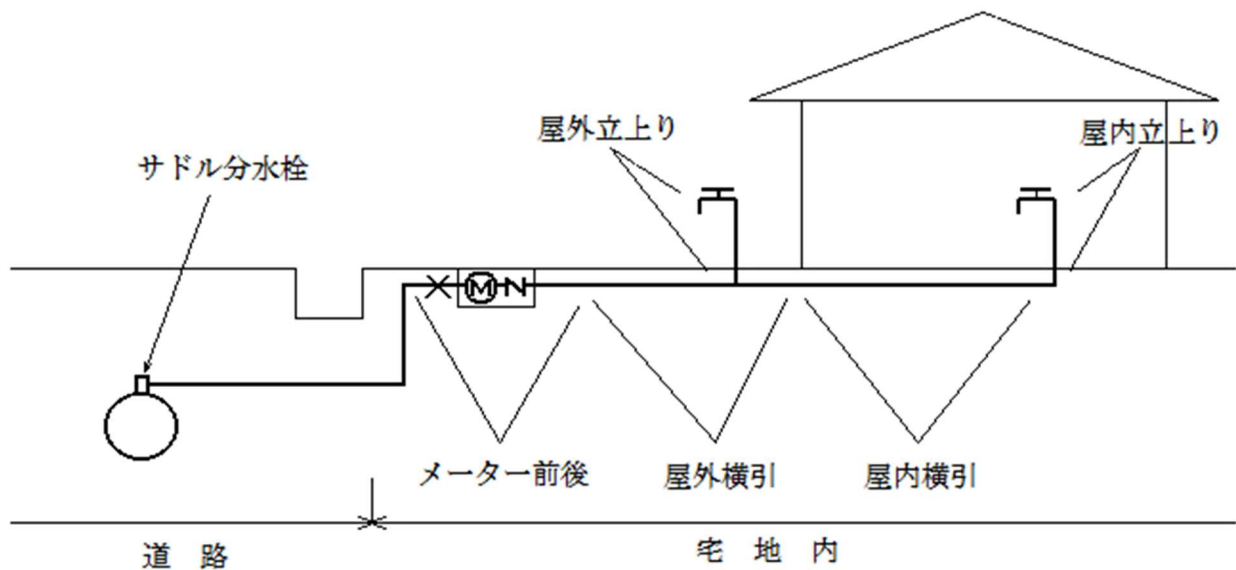 屋外立上り
屋内立上り
サドル分水栓
M N
メーター前後
屋外横引
屋内横引
道 路
宅 地 内